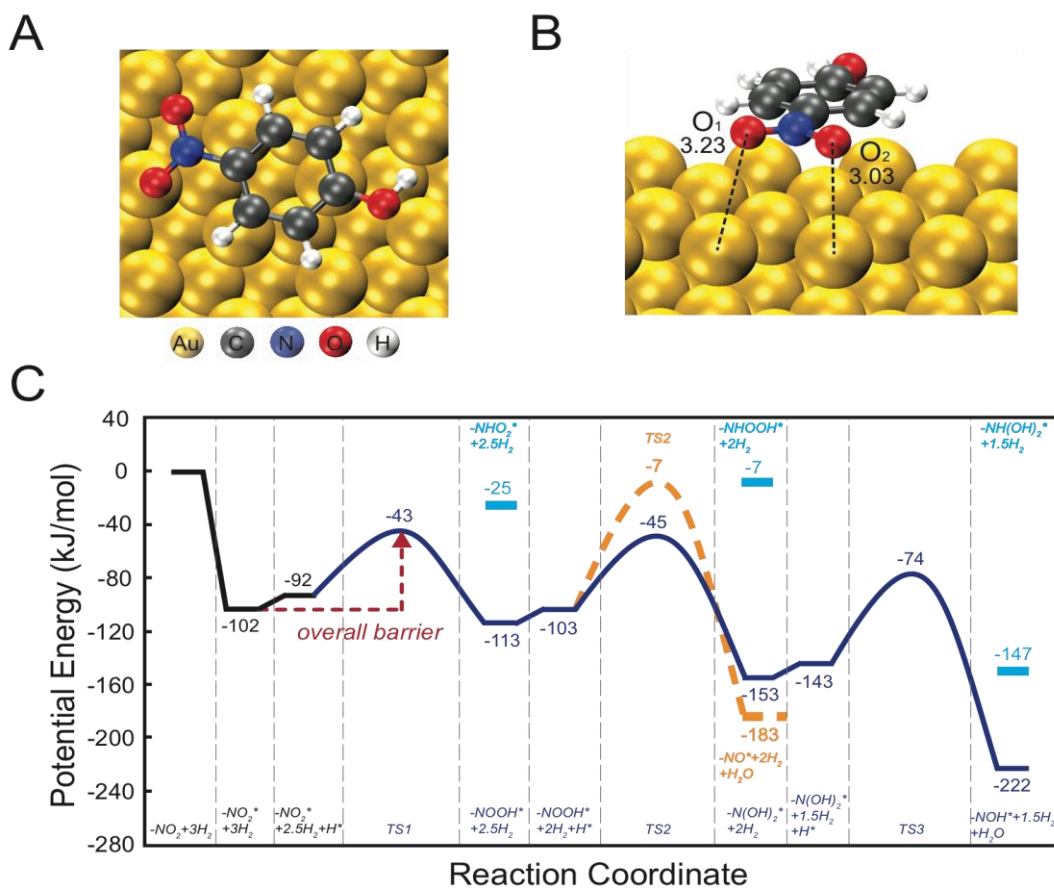 A
B
O₁
3.23
O₂
3.03
Au C N O H
C
Potential Energy (kJ/mol)
40
0
-40
-80
-120
-160
-200
-240
-280
-NHO₂*
+2.5H₂
-25
TS2
-7
-NHOOH*
+2H₂
-7
-NH(OH)₂*
+1.5H₂
-147
-102
-92
-43
overall barrier
-113
-103
-45
-153
-183
-NO*+2H₂
+H₂O
-143
-74
-222
-NO₂+3H₂
-NO₂*
+3H₂
-NO₂*
+2.5H₂+H*
TS1
-NOOH*
+2.5H₂
-NOOH*
+2H₂+H*
TS2
-N(OH)₂*
+2H₂
-N(OH)₂*
+1.5H₂
+H*
TS3
-NOH*+1.5H₂
+H₂O
Reaction Coordinate